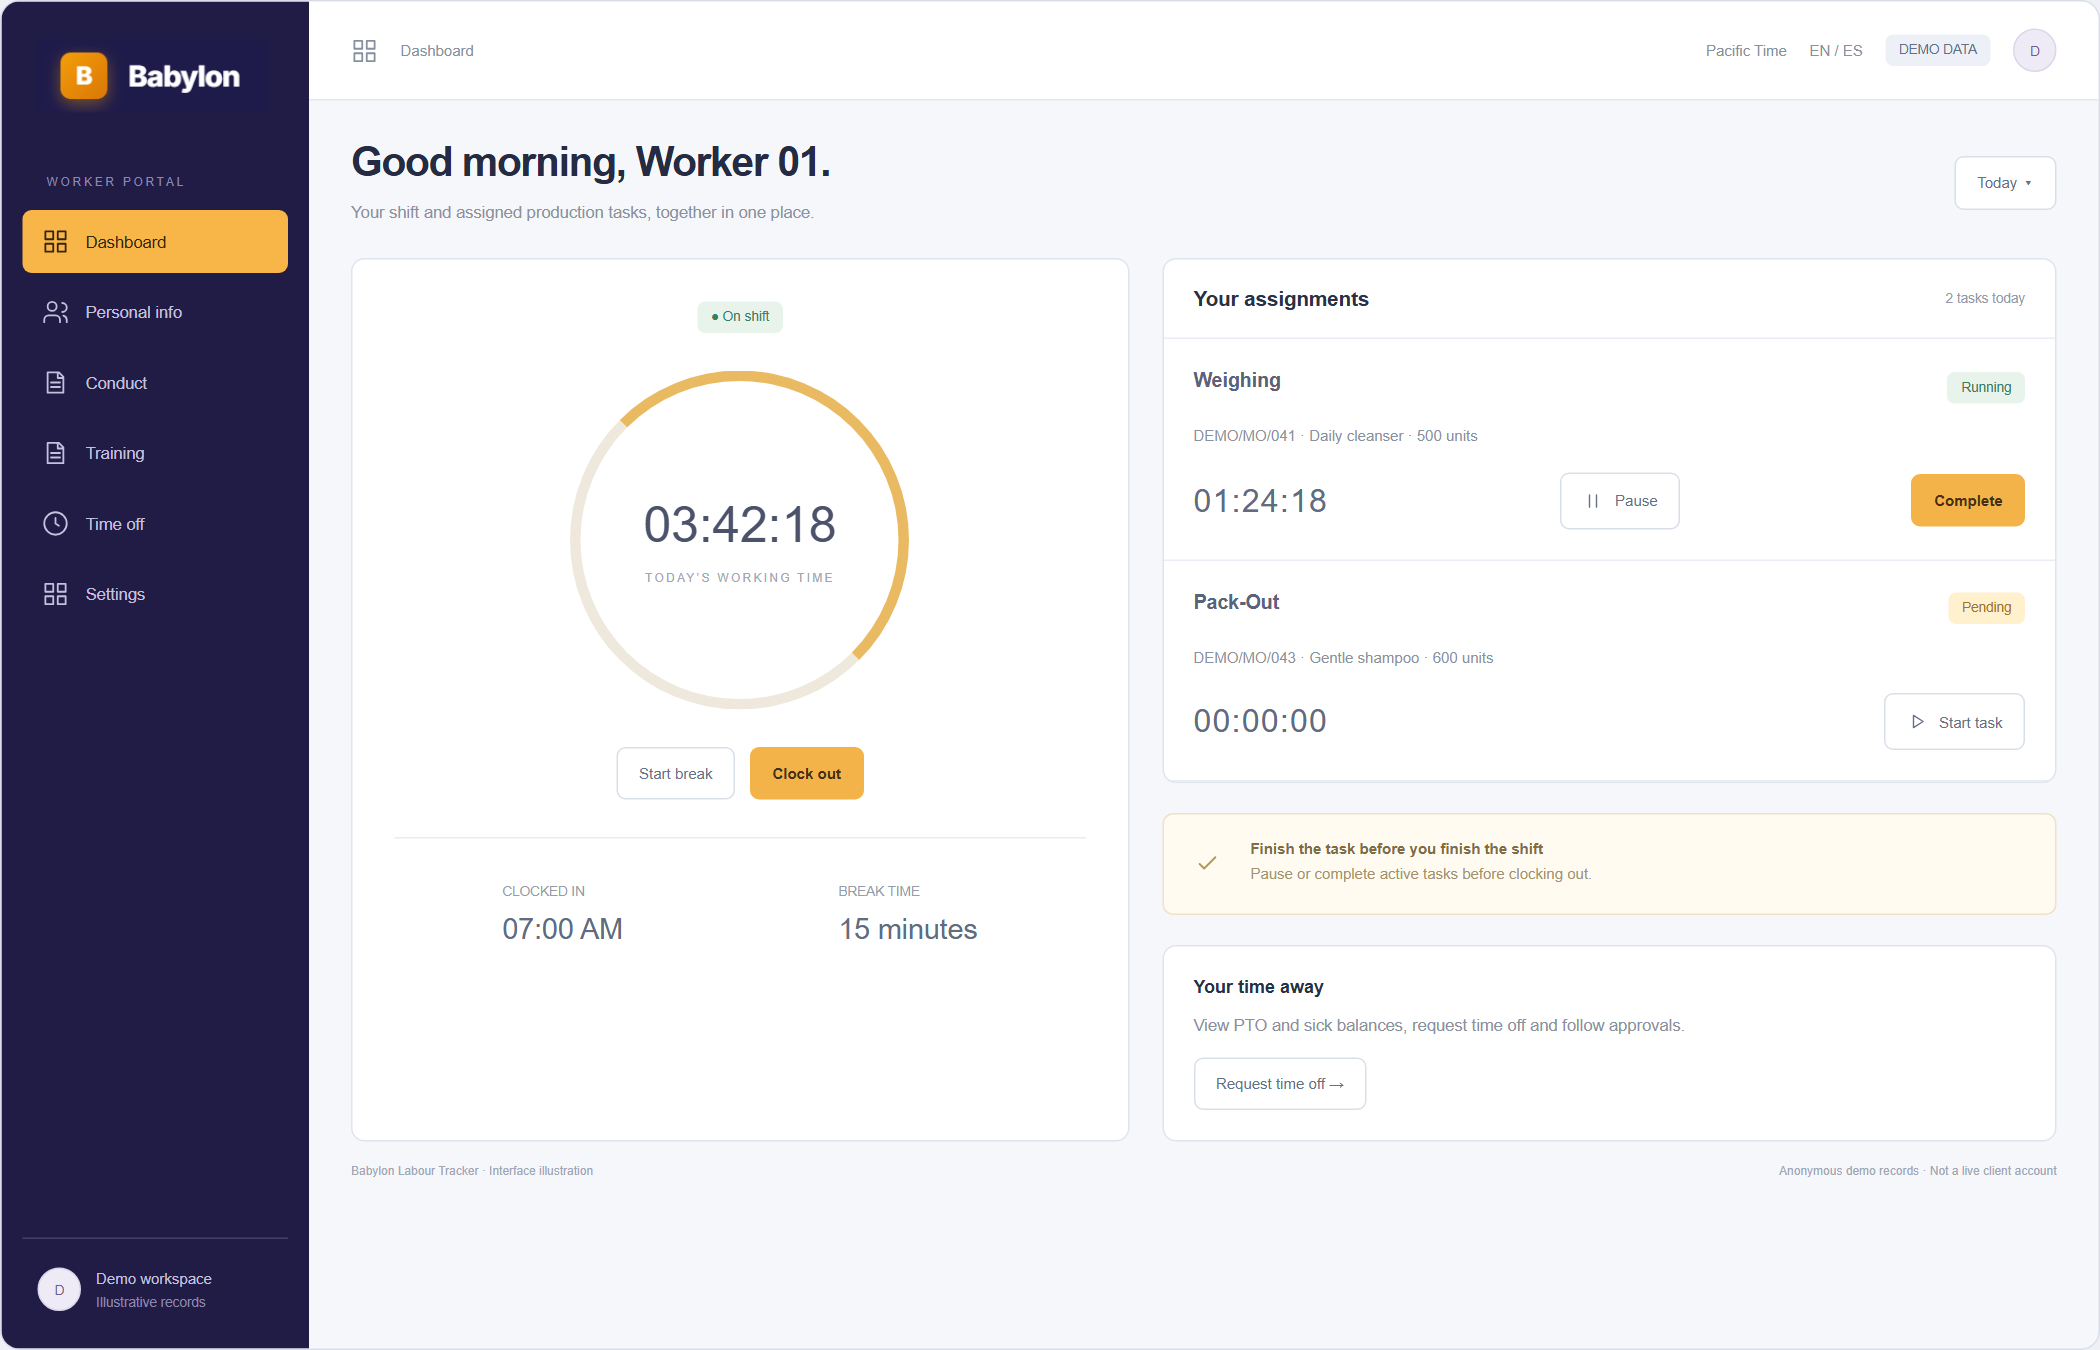 B Babylon
WORKER PORTAL
Dashboard
Personal info
Conduct
Training
Time off
Settings
D
Demo workspace
Illustrative records
Dashboard
Pacific Time EN / ES DEMO DATA D
Good morning, Worker 01.
Your shift and assigned production tasks, together in one place.
Today ▾
● On shift
03:42:18
TODAY'S WORKING TIME
Start break Clock out
CLOCKED IN
07:00 AM
BREAK TIME
15 minutes
Your assignments
2 tasks today
Weighing
Running
DEMO/MO/041 · Daily cleanser · 500 units
01:24:18
Pause
Complete
Pack-Out
Pending
DEMO/MO/043 · Gentle shampoo · 600 units
00:00:00
Start task
Finish the task before you finish the shift
Pause or complete active tasks before clocking out.
Your time away
View PTO and sick balances, request time off and follow approvals.
Request time off →
Babylon Labour Tracker · Interface illustration
Anonymous demo records · Not a live client account